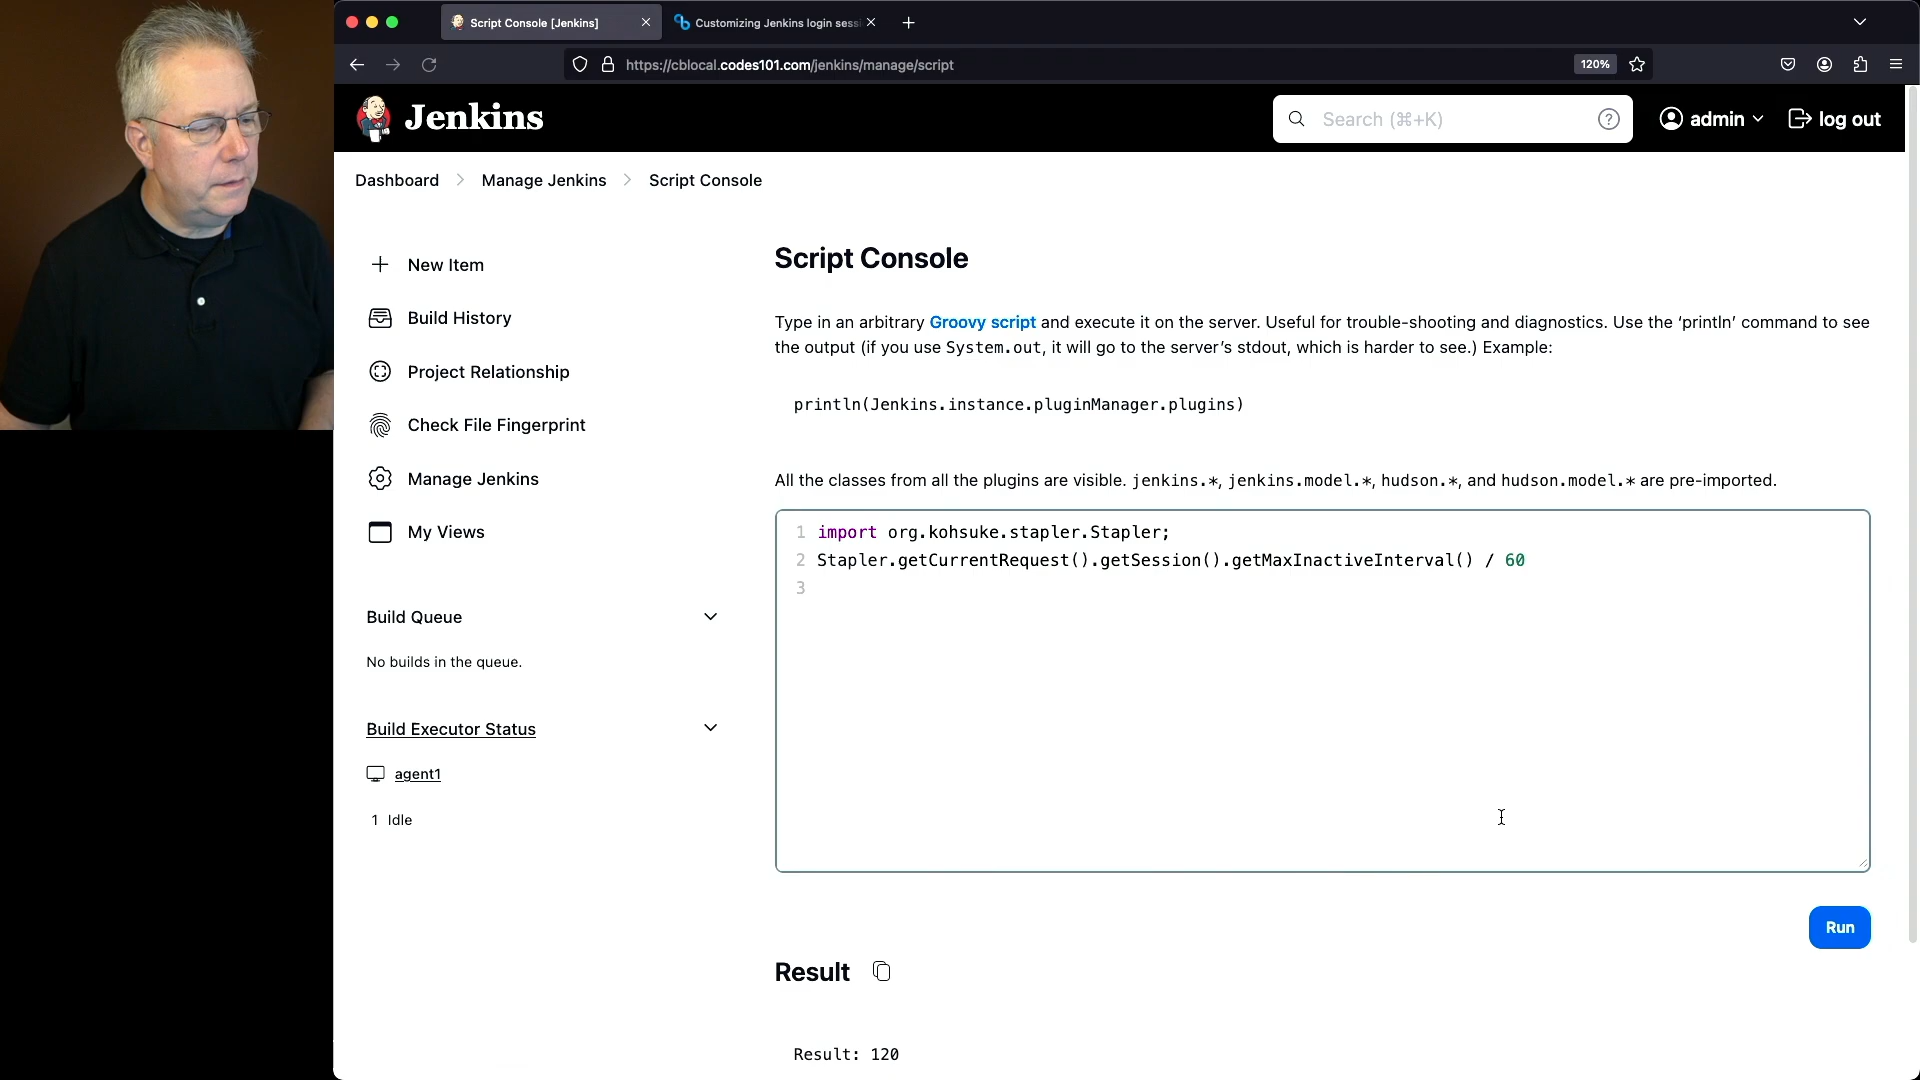 Script Console [Jenkins]
Customizing Jenkins login sess
https://cblocal.codes101.com/jenkins/manage/script
120%
Jenkins
Search (⌘+K)
admin
log out
Dashboard
Manage Jenkins
Script Console
New Item
Build History
Project Relationship
Check File Fingerprint
Manage Jenkins
My Views
Build Queue
No builds in the queue.
Build Executor Status
agent1
1 Idle
Script Console
Type in an arbitrary Groovy script and execute it on the server. Useful for trouble-shooting and diagnostics. Use the ‘println’ command to see
the output (if you use System.out, it will go to the server’s stdout, which is harder to see.) Example:
println(Jenkins.instance.pluginManager.plugins)
All the classes from all the plugins are visible. jenkins.*, jenkins.model.*, hudson.*, and hudson.model.* are pre-imported.
1 import org.kohsuke.stapler.Stapler;
2 Stapler.getCurrentRequest().getSession().getMaxInactiveInterval() / 60
3
Run
Result
Result: 120